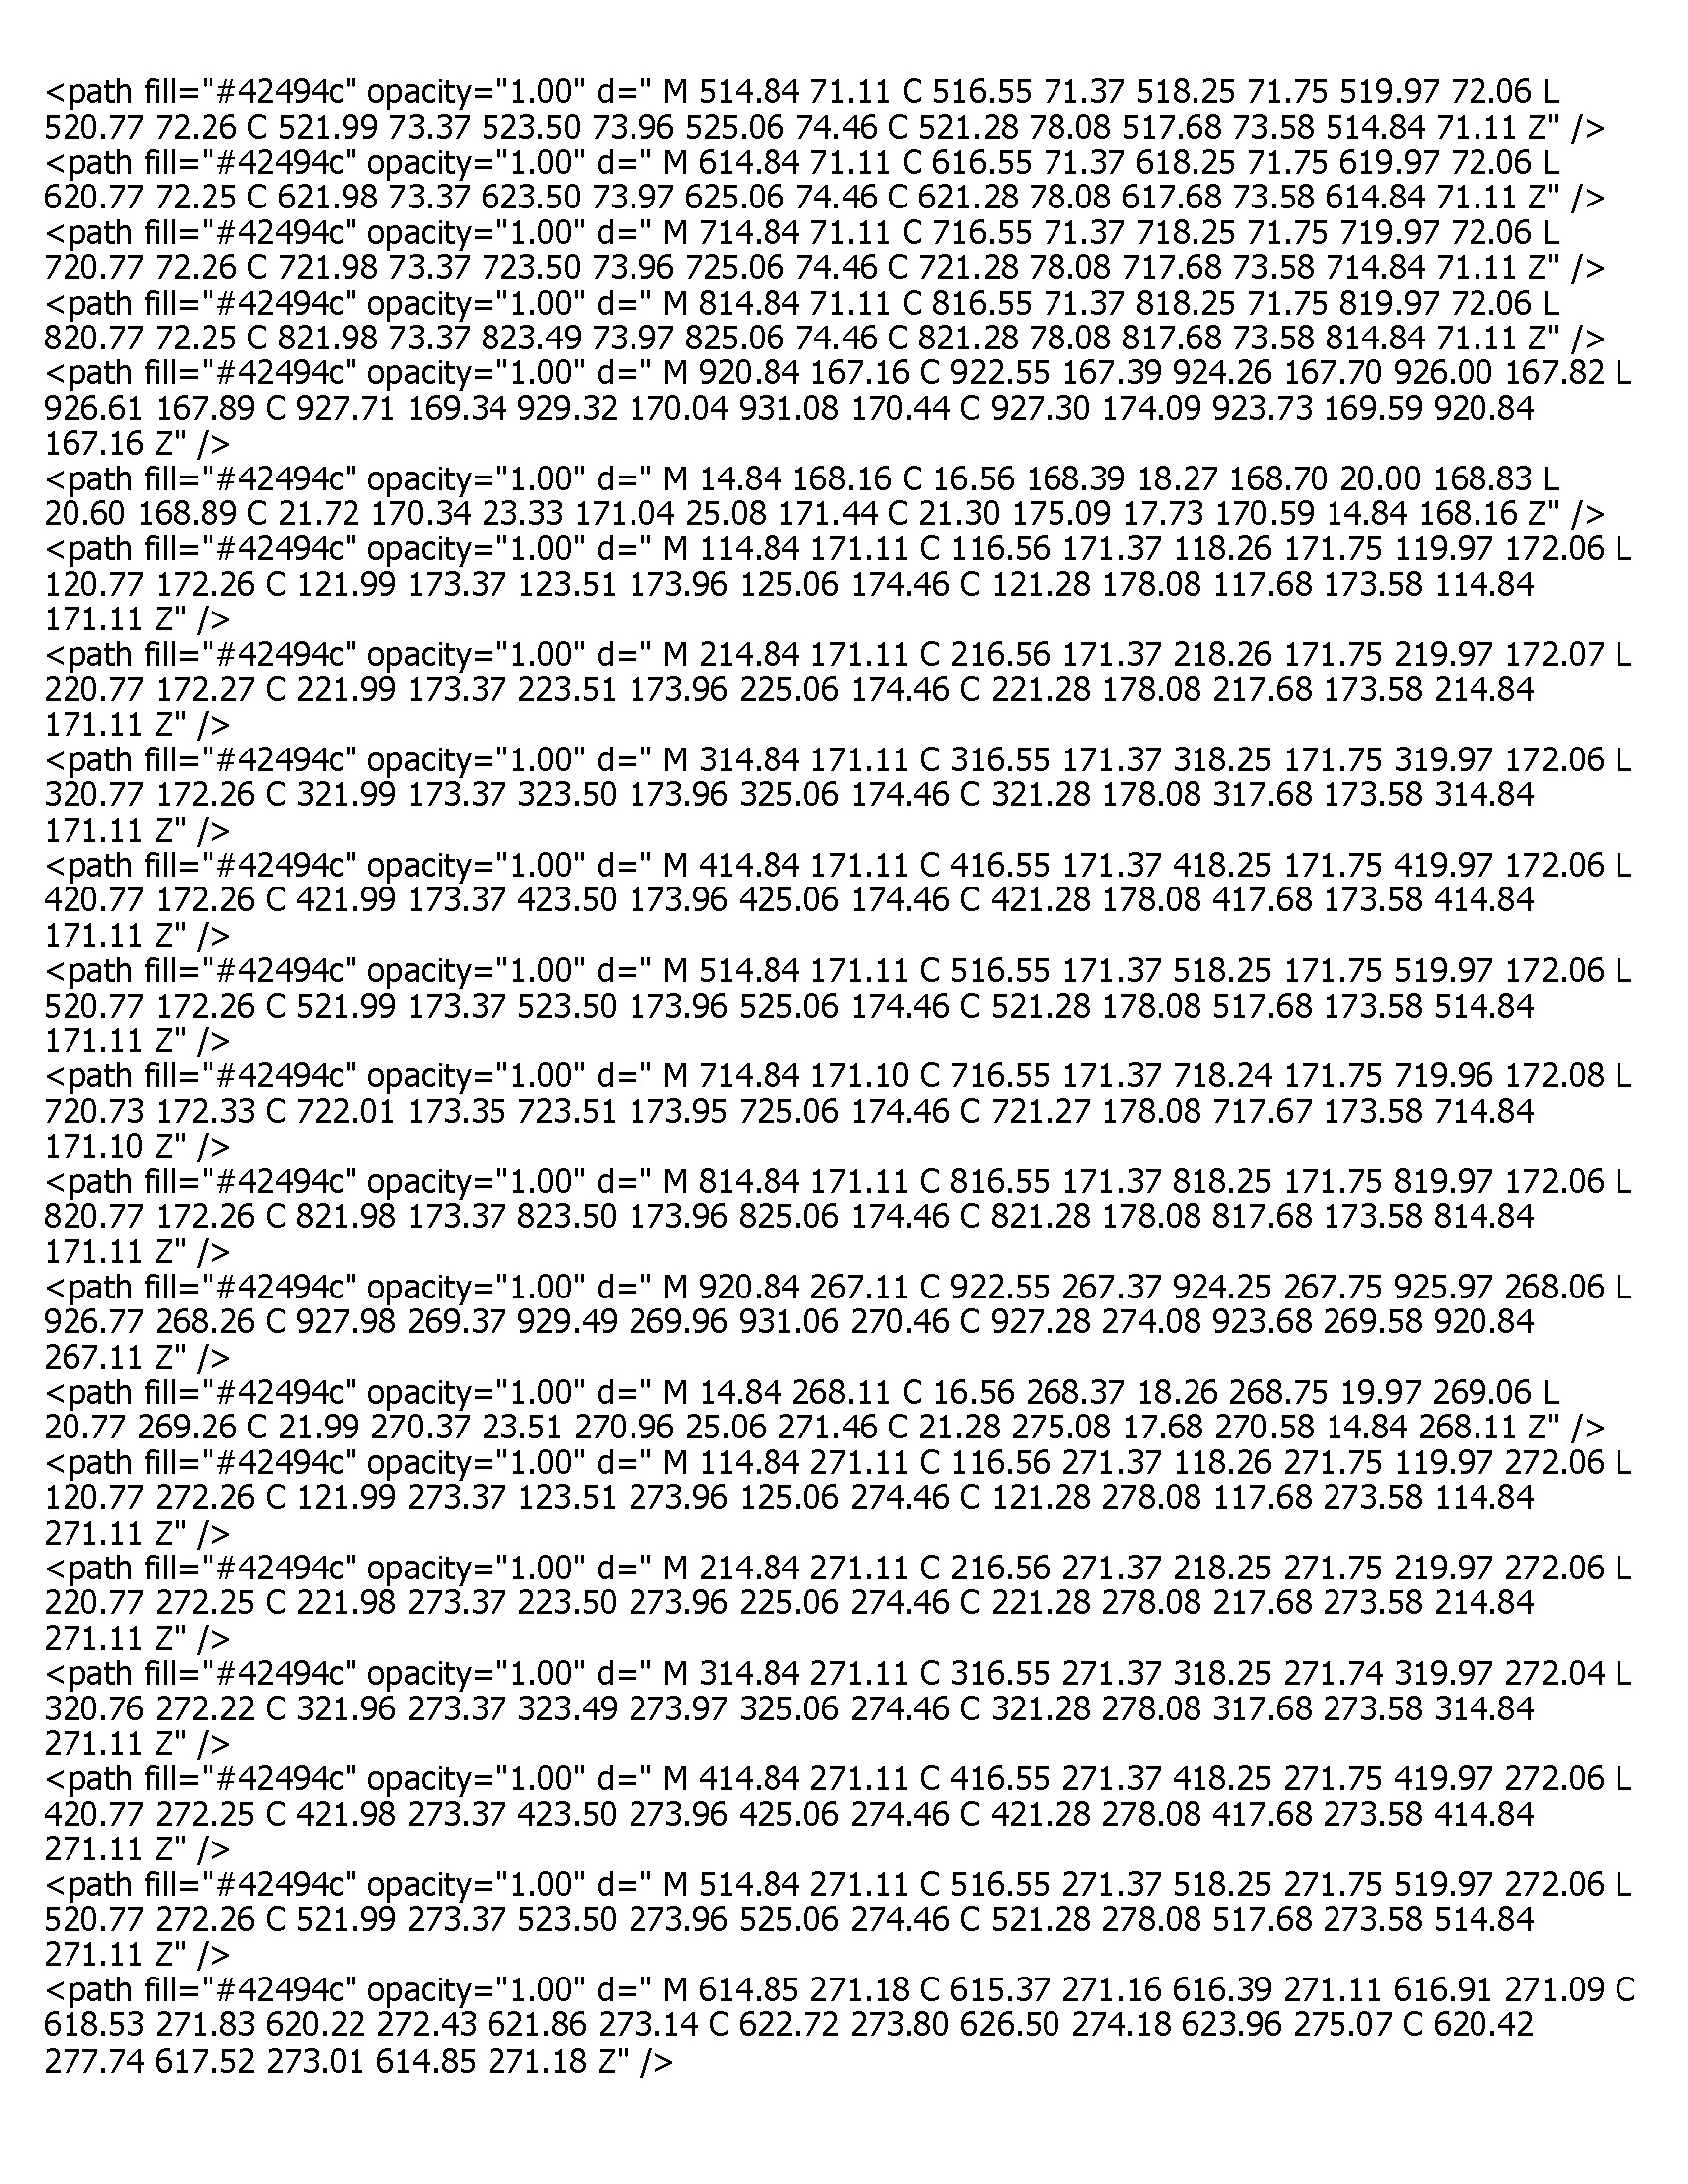 <path fill="#42494c" opacity="1.00" d=" M 514.84 71.11 C 516.55 71.37 518.25 71.75 519.97 72.06 L
520.77 72.26 C 521.99 73.37 523.50 73.96 525.06 74.46 C 521.28 78.08 517.68 73.58 514.84 71.11 Z" />
<path fill="#42494c" opacity="1.00" d=" M 614.84 71.11 C 616.55 71.37 618.25 71.75 619.97 72.06 L
620.77 72.25 C 621.98 73.37 623.50 73.97 625.06 74.46 C 621.28 78.08 617.68 73.58 614.84 71.11 Z" />
<path fill="#42494c" opacity="1.00" d=" M 714.84 71.11 C 716.55 71.37 718.25 71.75 719.97 72.06 L
720.77 72.26 C 721.98 73.37 723.50 73.96 725.06 74.46 C 721.28 78.08 717.68 73.58 714.84 71.11 Z" />
<path fill="#42494c" opacity="1.00" d=" M 814.84 71.11 C 816.55 71.37 818.25 71.75 819.97 72.06 L
820.77 72.25 C 821.98 73.37 823.49 73.97 825.06 74.46 C 821.28 78.08 817.68 73.58 814.84 71.11 Z" />
<path fill="#42494c" opacity="1.00" d=" M 920.84 167.16 C 922.55 167.39 924.26 167.70 926.00 167.82 L
926.61 167.89 C 927.71 169.34 929.32 170.04 931.08 170.44 C 927.30 174.09 923.73 169.59 920.84
167.16 Z" />
<path fill="#42494c" opacity="1.00" d=" M 14.84 168.16 C 16.56 168.39 18.27 168.70 20.00 168.83 L
20.60 168.89 C 21.72 170.34 23.33 171.04 25.08 171.44 C 21.30 175.09 17.73 170.59 14.84 168.16 Z" />
<path fill="#42494c" opacity="1.00" d=" M 114.84 171.11 C 116.56 171.37 118.26 171.75 119.97 172.06 L
120.77 172.26 C 121.99 173.37 123.51 173.96 125.06 174.46 C 121.28 178.08 117.68 173.58 114.84
171.11 Z" />
<path fill="#42494c" opacity="1.00" d=" M 214.84 171.11 C 216.56 171.37 218.26 171.75 219.97 172.07 L
220.77 172.27 C 221.99 173.37 223.51 173.96 225.06 174.46 C 221.28 178.08 217.68 173.58 214.84
171.11 Z" />
<path fill="#42494c" opacity="1.00" d=" M 314.84 171.11 C 316.55 171.37 318.25 171.75 319.97 172.06 L
320.77 172.26 C 321.99 173.37 323.50 173.96 325.06 174.46 C 321.28 178.08 317.68 173.58 314.84
171.11 Z" />
<path fill="#42494c" opacity="1.00" d=" M 414.84 171.11 C 416.55 171.37 418.25 171.75 419.97 172.06 L
420.77 172.26 C 421.99 173.37 423.50 173.96 425.06 174.46 C 421.28 178.08 417.68 173.58 414.84
171.11 Z" />
<path fill="#42494c" opacity="1.00" d=" M 514.84 171.11 C 516.55 171.37 518.25 171.75 519.97 172.06 L
520.77 172.26 C 521.99 173.37 523.50 173.96 525.06 174.46 C 521.28 178.08 517.68 173.58 514.84
171.11 Z" />
<path fill="#42494c" opacity="1.00" d=" M 714.84 171.10 C 716.55 171.37 718.24 171.75 719.96 172.08 L
720.73 172.33 C 722.01 173.35 723.51 173.95 725.06 174.46 C 721.27 178.08 717.67 173.58 714.84
171.10 Z" />
<path fill="#42494c" opacity="1.00" d=" M 814.84 171.11 C 816.55 171.37 818.25 171.75 819.97 172.06 L
820.77 172.26 C 821.98 173.37 823.50 173.96 825.06 174.46 C 821.28 178.08 817.68 173.58 814.84
171.11 Z" />
<path fill="#42494c" opacity="1.00" d=" M 920.84 267.11 C 922.55 267.37 924.25 267.75 925.97 268.06 L
926.77 268.26 C 927.98 269.37 929.49 269.96 931.06 270.46 C 927.28 274.08 923.68 269.58 920.84
267.11 Z" />
<path fill="#42494c" opacity="1.00" d=" M 14.84 268.11 C 16.56 268.37 18.26 268.75 19.97 269.06 L
20.77 269.26 C 21.99 270.37 23.51 270.96 25.06 271.46 C 21.28 275.08 17.68 270.58 14.84 268.11 Z" />
<path fill="#42494c" opacity="1.00" d=" M 114.84 271.11 C 116.56 271.37 118.26 271.75 119.97 272.06 L
120.77 272.26 C 121.99 273.37 123.51 273.96 125.06 274.46 C 121.28 278.08 117.68 273.58 114.84
271.11 Z" />
<path fill="#42494c" opacity="1.00" d=" M 214.84 271.11 C 216.56 271.37 218.25 271.75 219.97 272.06 L
220.77 272.25 C 221.98 273.37 223.50 273.96 225.06 274.46 C 221.28 278.08 217.68 273.58 214.84
271.11 Z" />
<path fill="#42494c" opacity="1.00" d=" M 314.84 271.11 C 316.55 271.37 318.25 271.74 319.97 272.04 L
320.76 272.22 C 321.96 273.37 323.49 273.97 325.06 274.46 C 321.28 278.08 317.68 273.58 314.84
271.11 Z" />
<path fill="#42494c" opacity="1.00" d=" M 414.84 271.11 C 416.55 271.37 418.25 271.75 419.97 272.06 L
420.77 272.25 C 421.98 273.37 423.50 273.96 425.06 274.46 C 421.28 278.08 417.68 273.58 414.84
271.11 Z" />
<path fill="#42494c" opacity="1.00" d=" M 514.84 271.11 C 516.55 271.37 518.25 271.75 519.97 272.06 L
520.77 272.26 C 521.99 273.37 523.50 273.96 525.06 274.46 C 521.28 278.08 517.68 273.58 514.84
271.11 Z" />
<path fill="#42494c" opacity="1.00" d=" M 614.85 271.18 C 615.37 271.16 616.39 271.11 616.91 271.09 C
618.53 271.83 620.22 272.43 621.86 273.14 C 622.72 273.80 626.50 274.18 623.96 275.07 C 620.42
277.74 617.52 273.01 614.85 271.18 Z" />